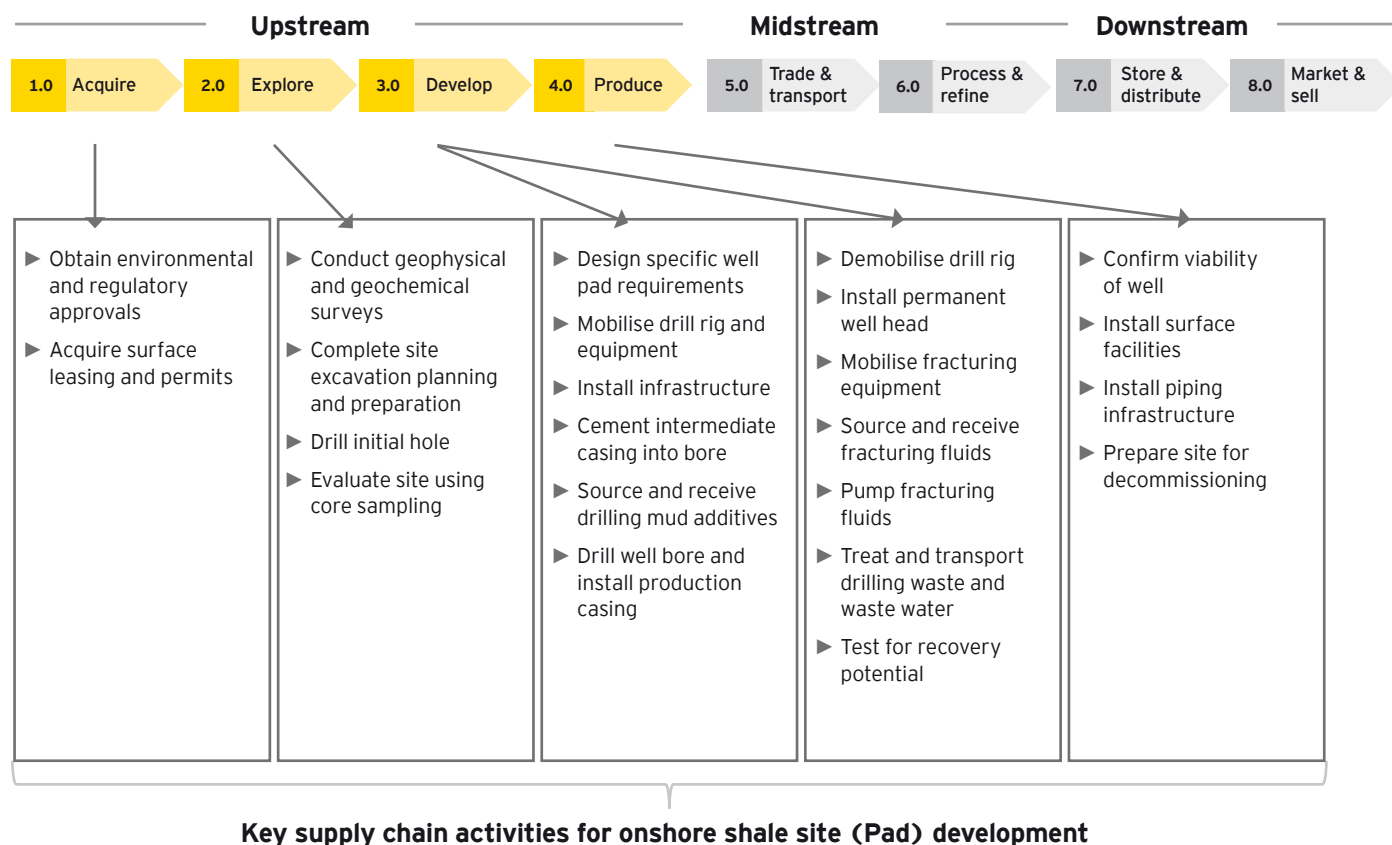 Upstream
Midstream
Downstream
1.0 Acquire
2.0 Explore
3.0 Develop
4.0 Produce
5.0 Trade &
transport
6.0 Process &
refine
7.0 Store &
distribute
8.0 Market &
sell
► Obtain environmental
and regulatory
approvals
► Acquire surface
leasing and permits
► Conduct geophysical
and geochemical
surveys
► Complete site
excavation planning
and preparation
► Drill initial hole
► Evaluate site using
core sampling
► Design specific well
pad requirements
► Mobilise drill rig and
equipment
► Install infrastructure
► Cement intermediate
casing into bore
► Source and receive
drilling mud additives
► Drill well bore and
install production
casing
► Demobilise drill rig
► Install permanent
well head
► Mobilise fracturing
equipment
► Source and receive
fracturing fluids
► Pump fracturing
fluids
► Treat and transport
drilling waste and
waste water
► Test for recovery
potential
► Confirm viability
of well
► Install surface
facilities
► Install piping
infrastructure
► Prepare site for
decommissioning
Key supply chain activities for onshore shale site (Pad) development